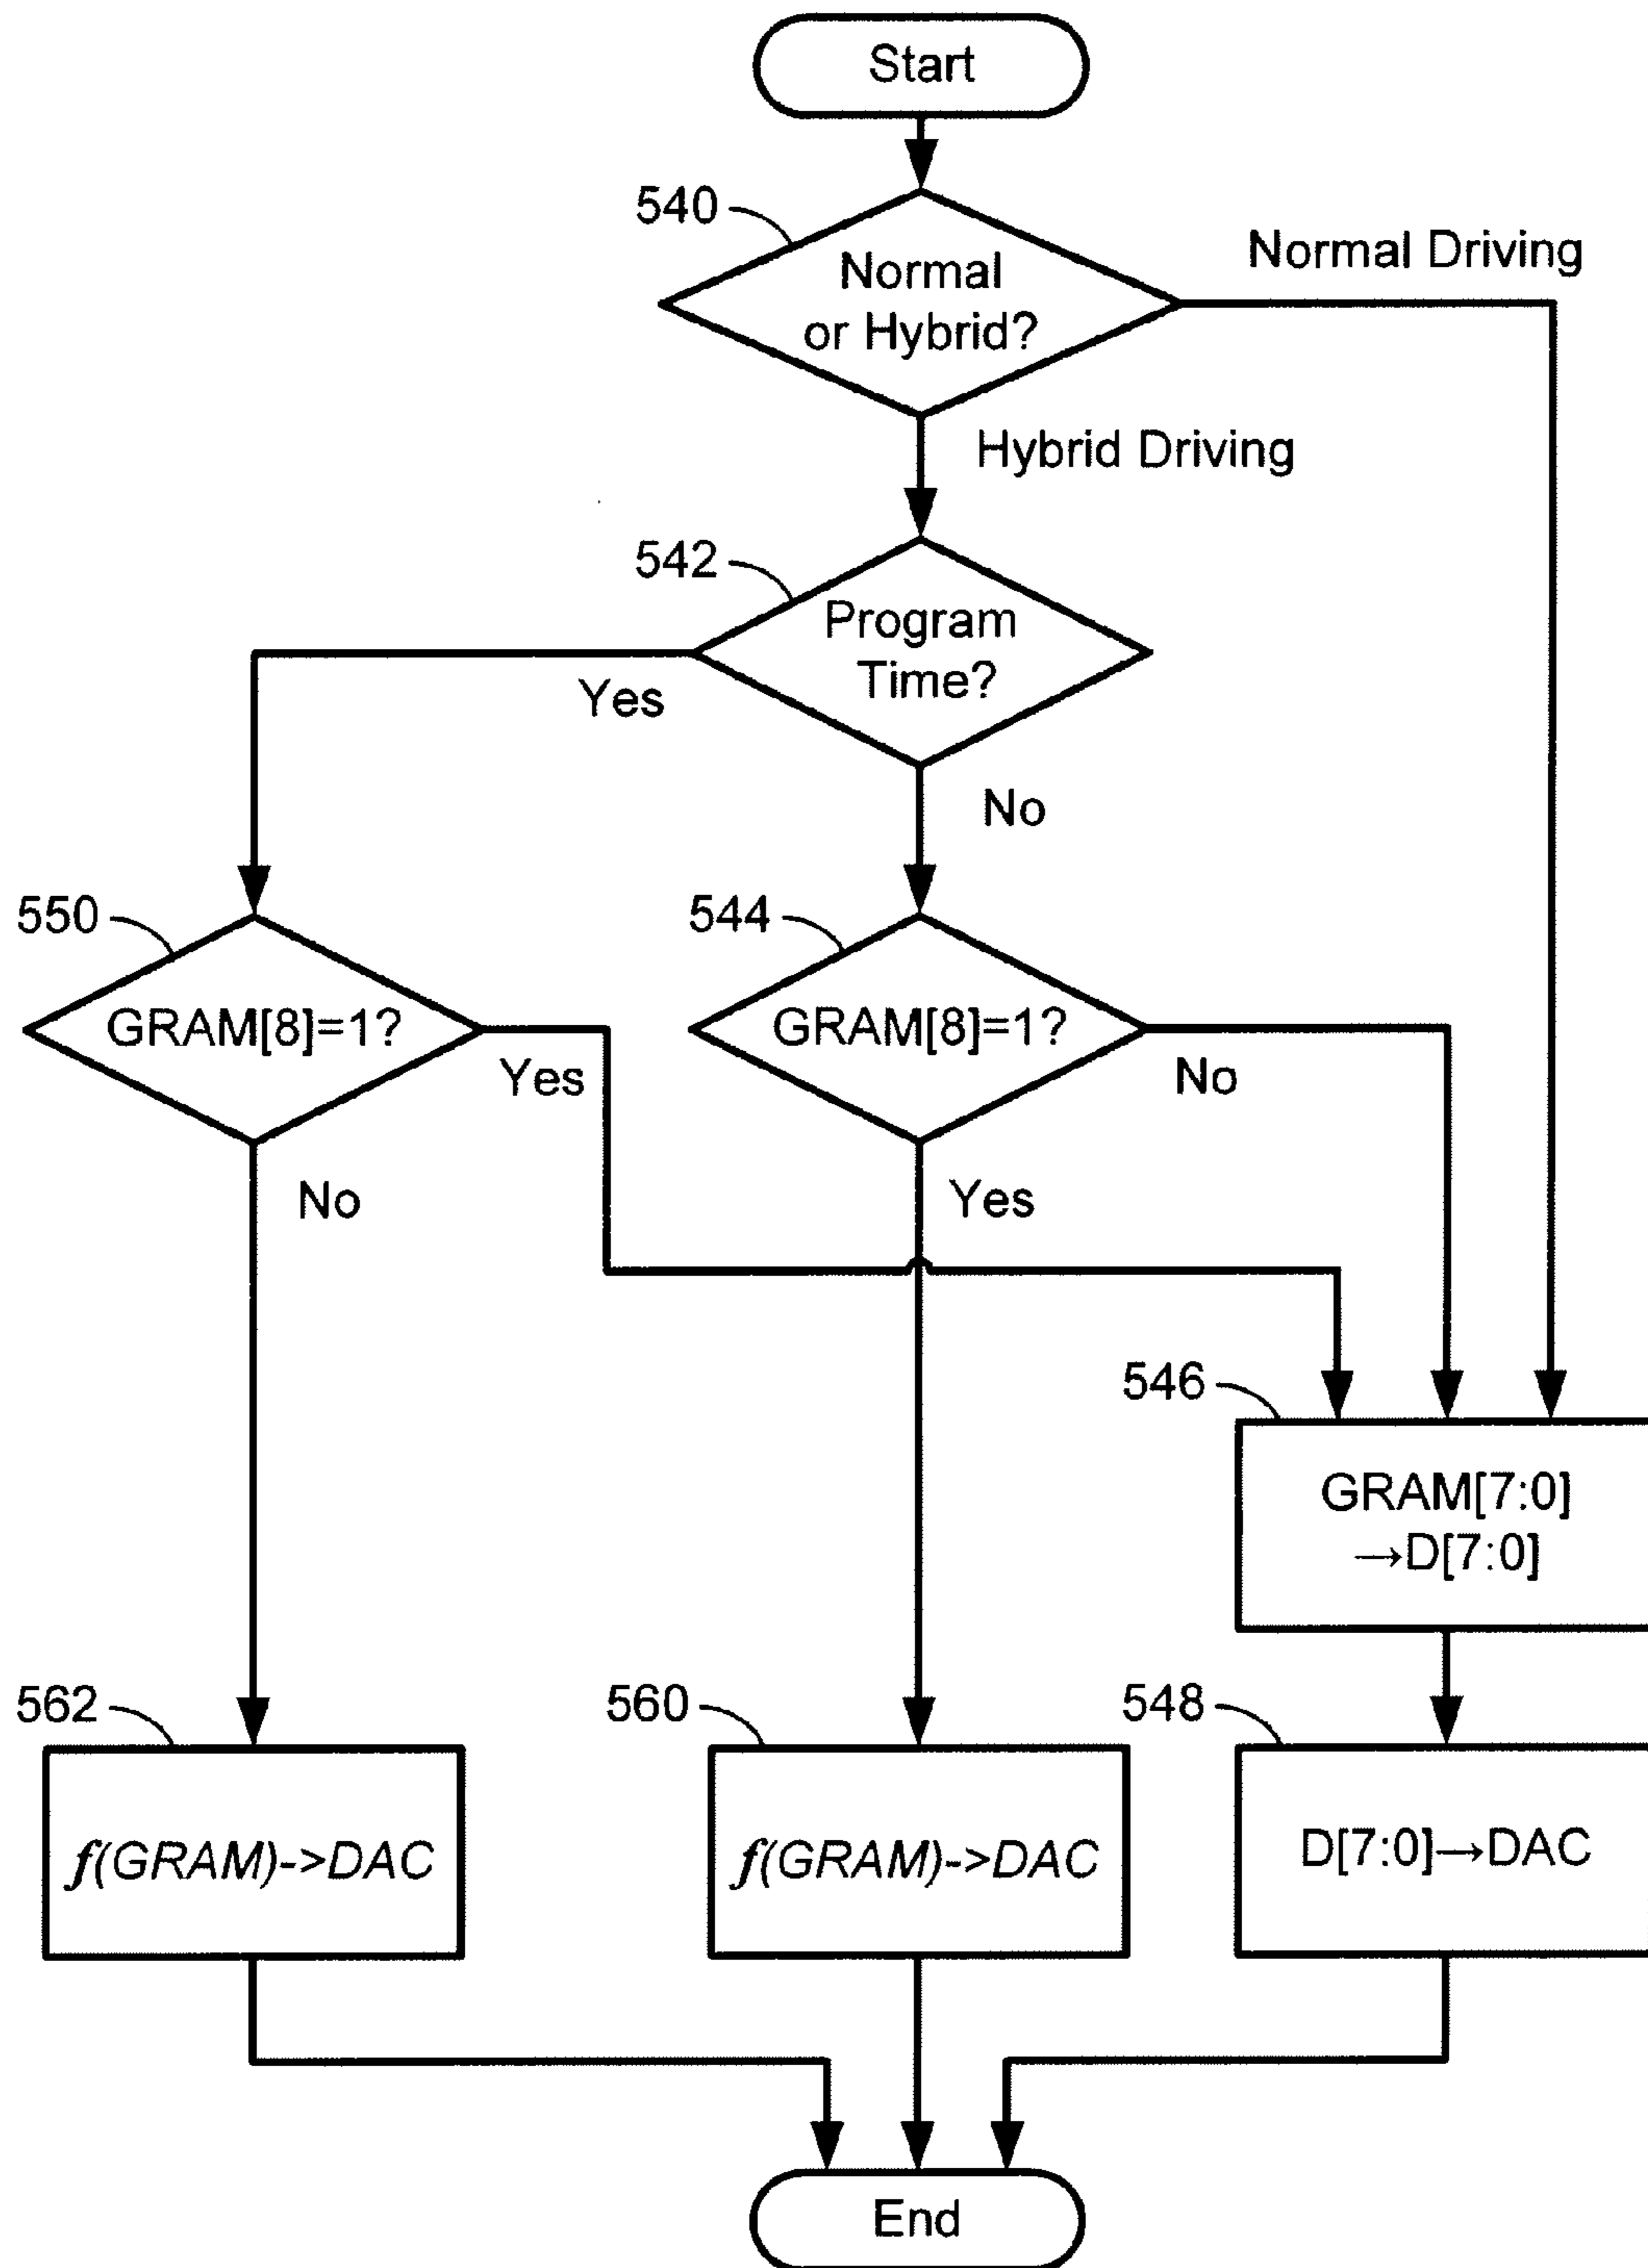 Start
540
Normal
or Hybrid?
Normal Driving
Hybrid Driving
542
Program
Time?
Yes
No
550
GRAM[8]=1?
Yes
No
544
GRAM[8]=1?
No
Yes
546
GRAM[7:0]
→D[7:0]
562
f(GRAM)->DAC
560
f(GRAM)->DAC
548
D[7:0]→DAC
End